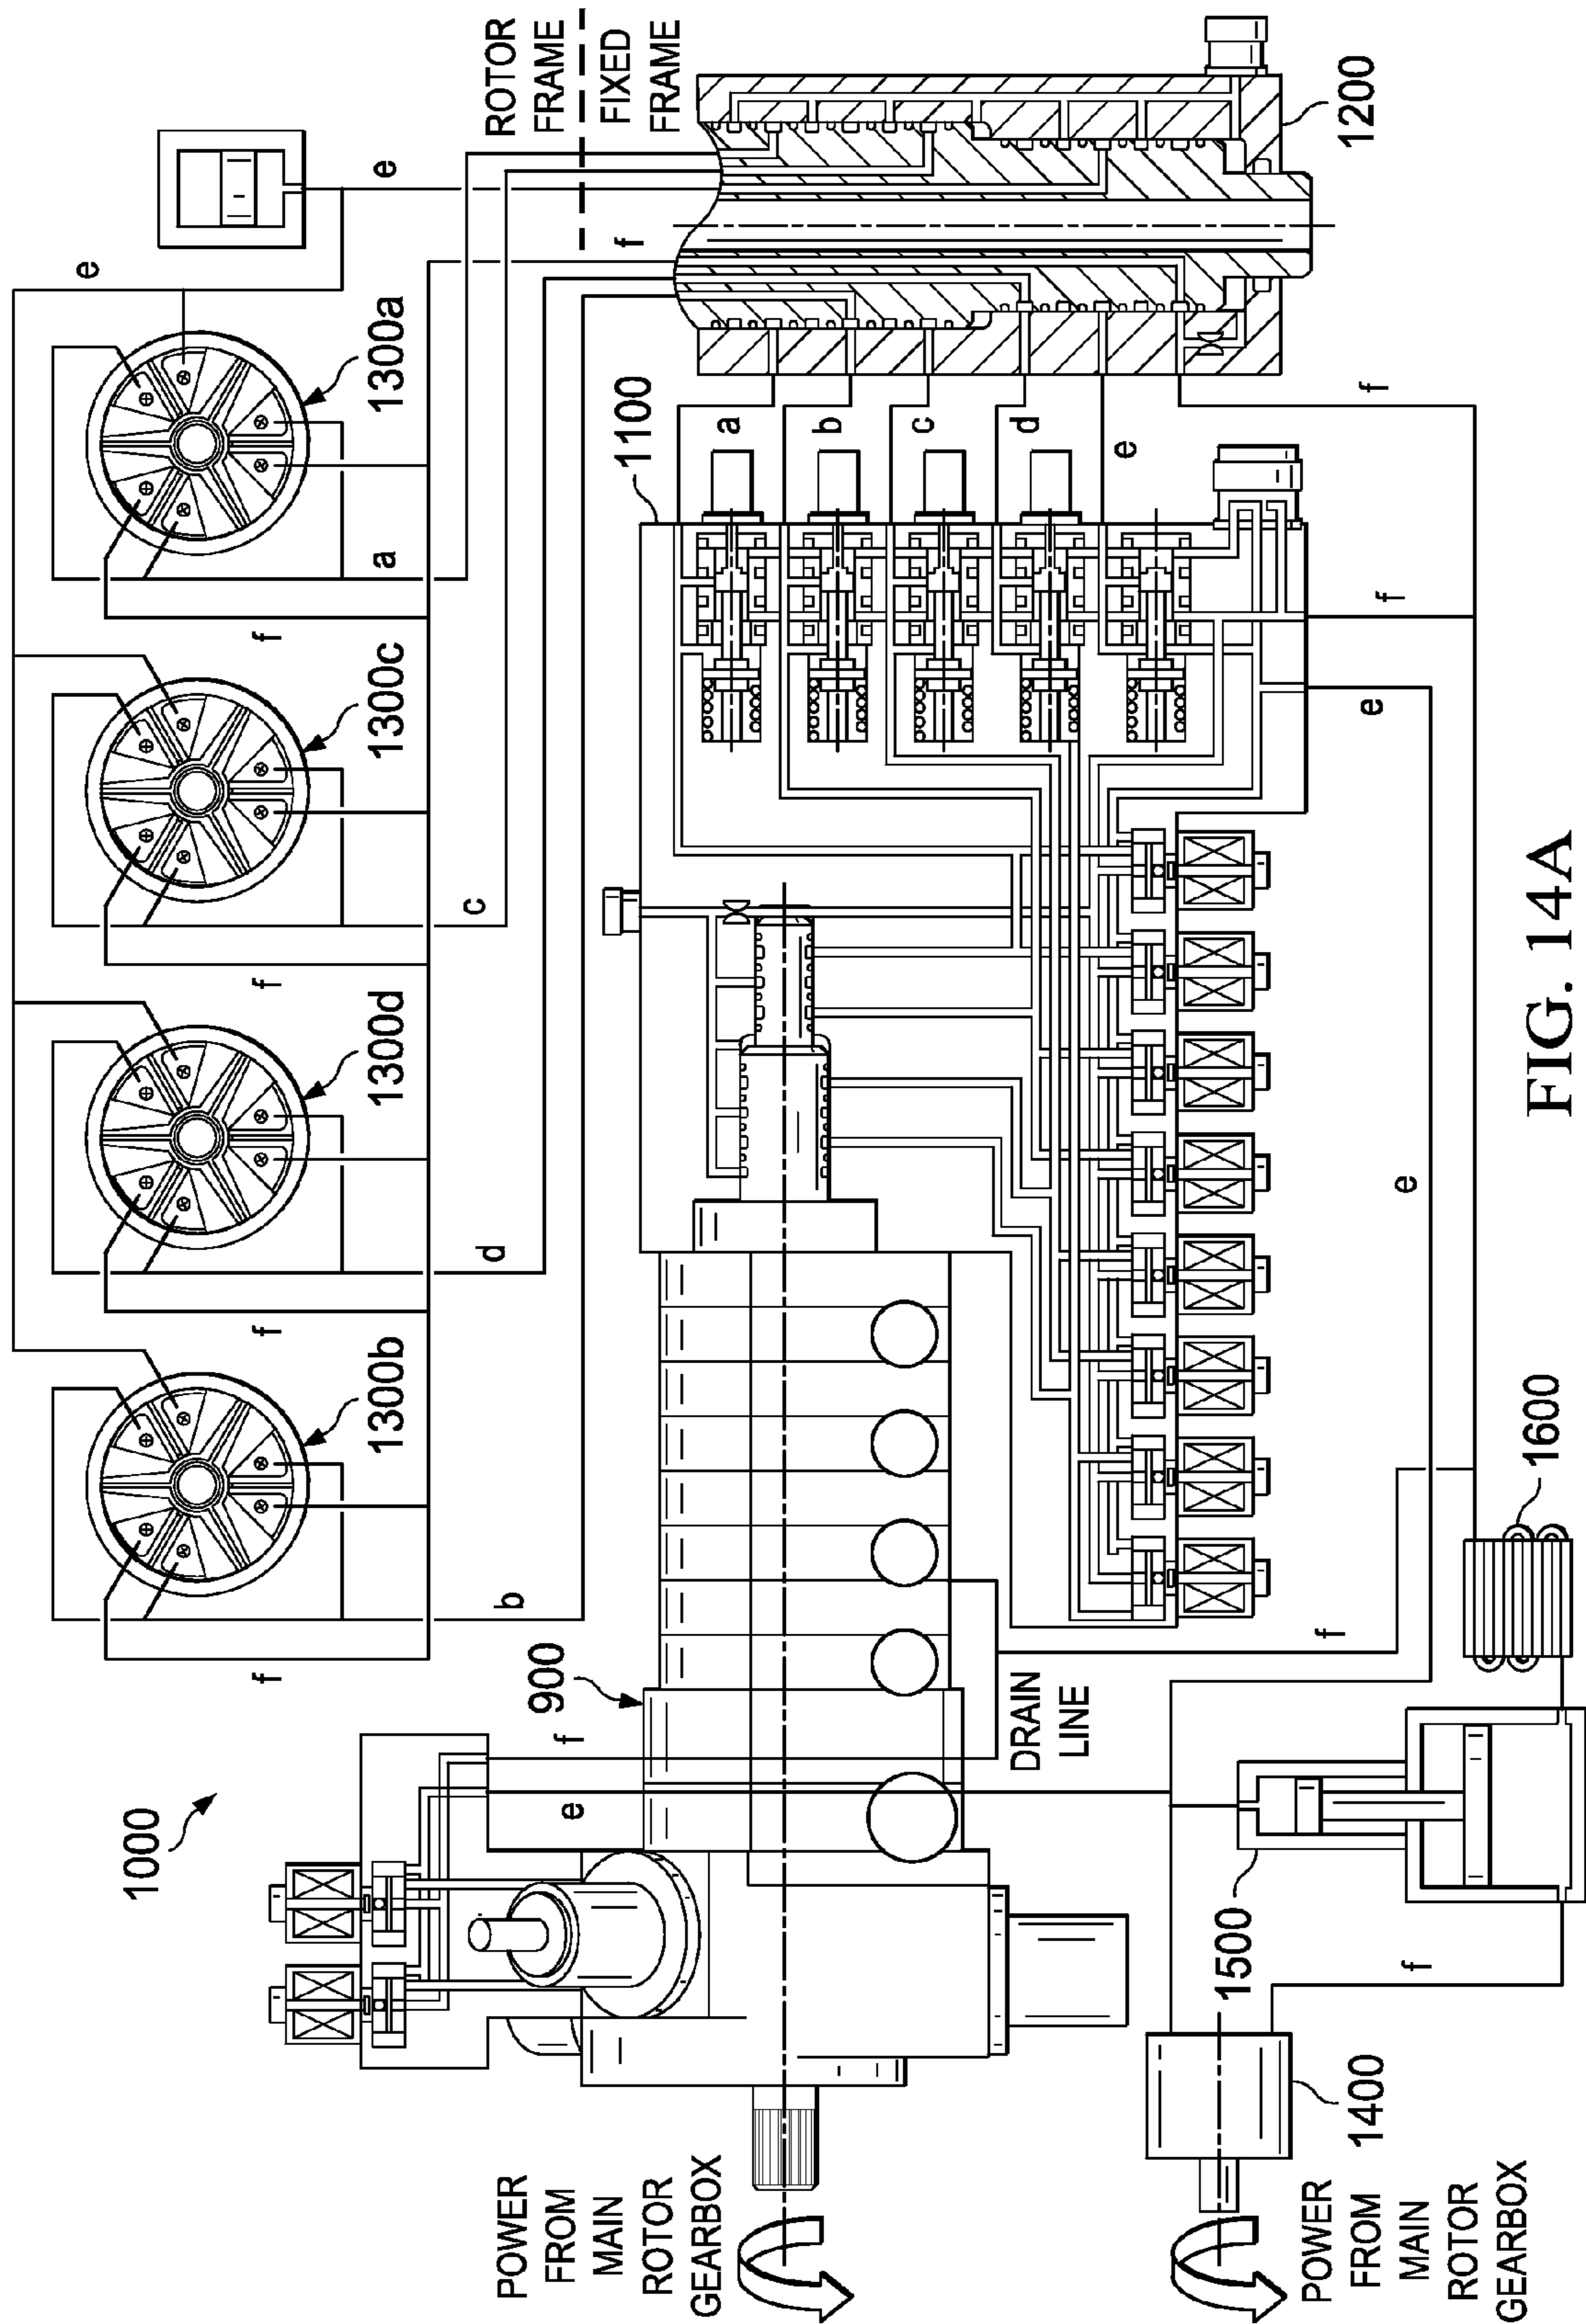 1000
900
f
e
DRAIN
LINE
POWER
FROM
MAIN
ROTOR
GEARBOX
POWER
FROM
MAIN
ROTOR
GEARBOX
1400
1500
f
1600
f
e
e
f
1100
a
b
c
d
e
f
1200
ROTOR
FRAME
FIXED
FRAME
f
e
e
1300a
a
f
1300c
c
f
1300d
d
f
1300b
b
f
FIG. 14A